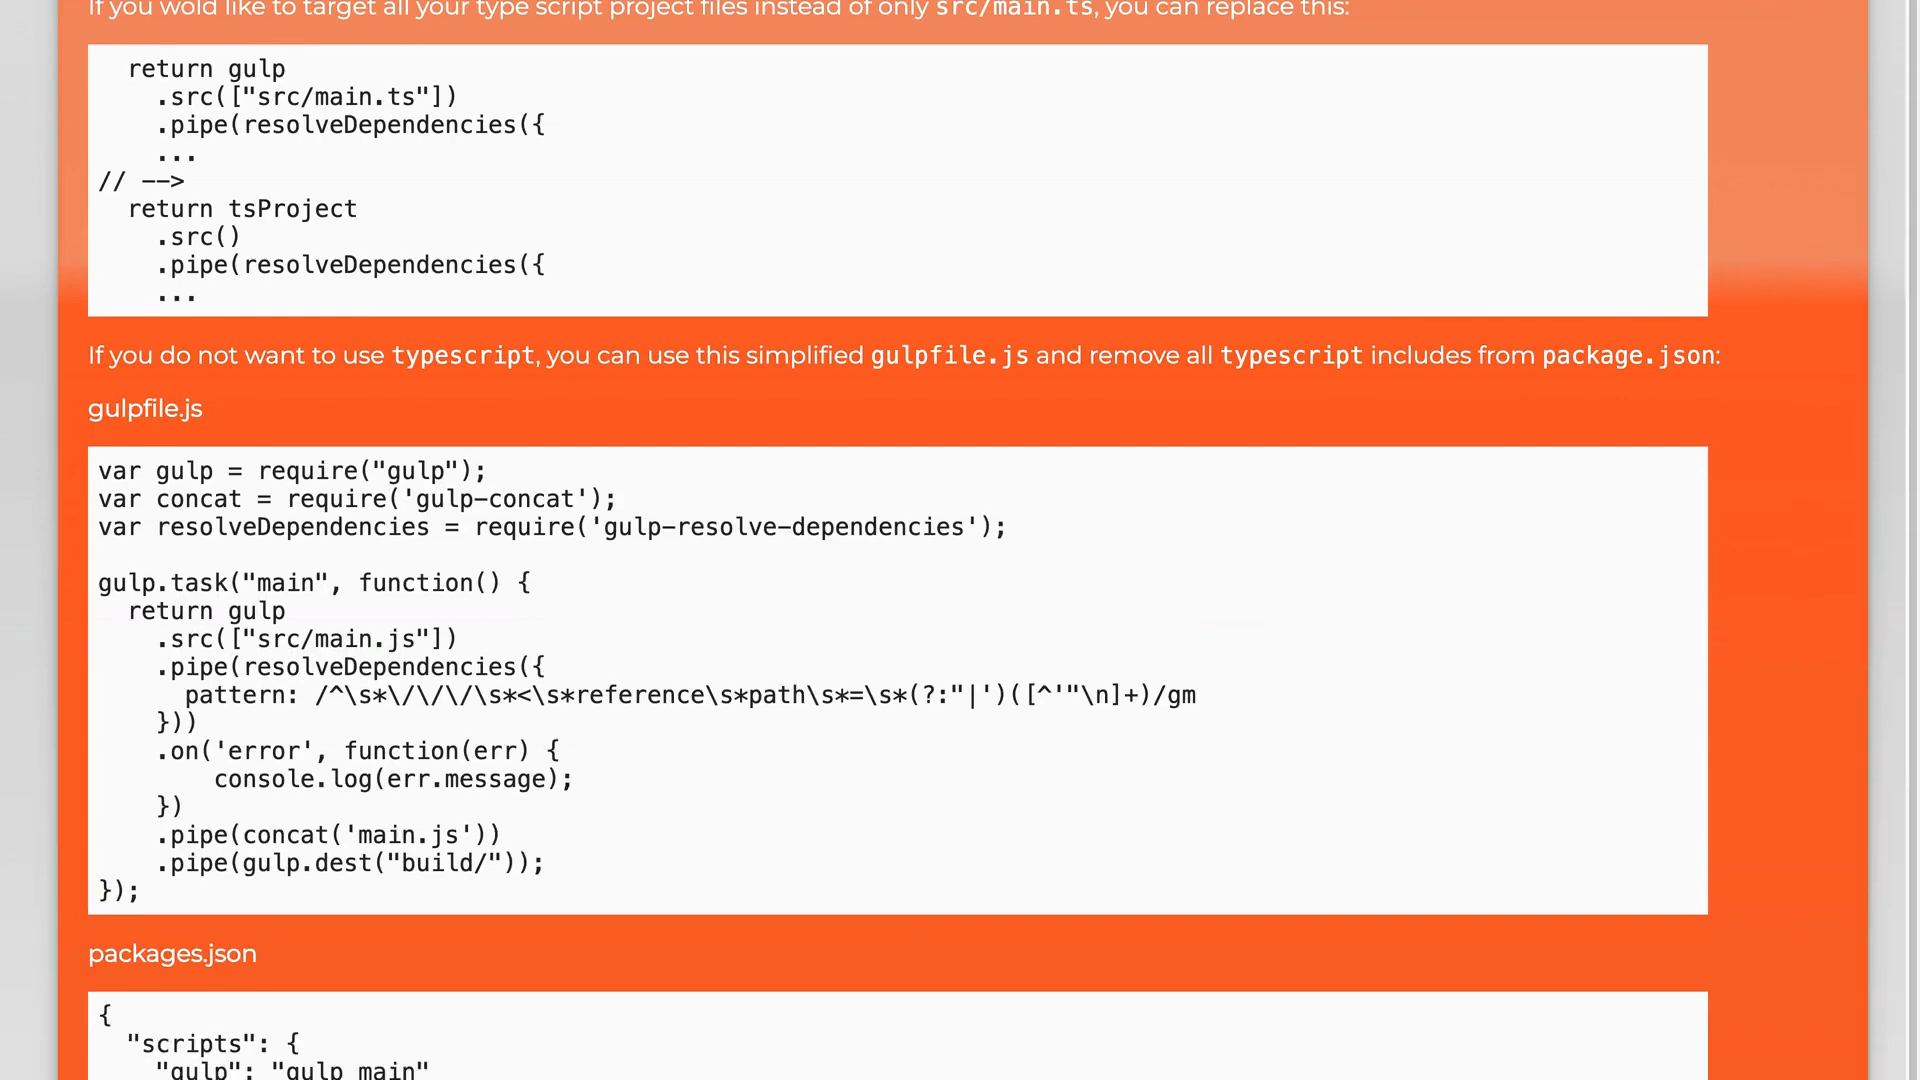 If you wold like to target all your type script project files instead of only src/main.ts, you can replace this:
  return gulp
    .src(["src/main.ts"])
    .pipe(resolveDependencies({
    ...
// -->
  return tsProject
    .src()
    .pipe(resolveDependencies({
    ...
If you do not want to use typescript, you can use this simplified gulpfile.js and remove all typescript includes from package.json:
gulpfile.js
var gulp = require("gulp");
var concat = require('gulp-concat');
var resolveDependencies = require('gulp-resolve-dependencies');

gulp.task("main", function() {
  return gulp
    .src(["src/main.js"])
    .pipe(resolveDependencies({
      pattern: /^\s*\/\/\/\s*<\s*reference\s*path\s*=\s*(?:"|')([^'"\n]+)/gm
    }))
    .on('error', function(err) {
        console.log(err.message);
    })
    .pipe(concat('main.js'))
    .pipe(gulp.dest("build/"));
});
packages.json
{
  "scripts": {
    "gulp": "gulp main"